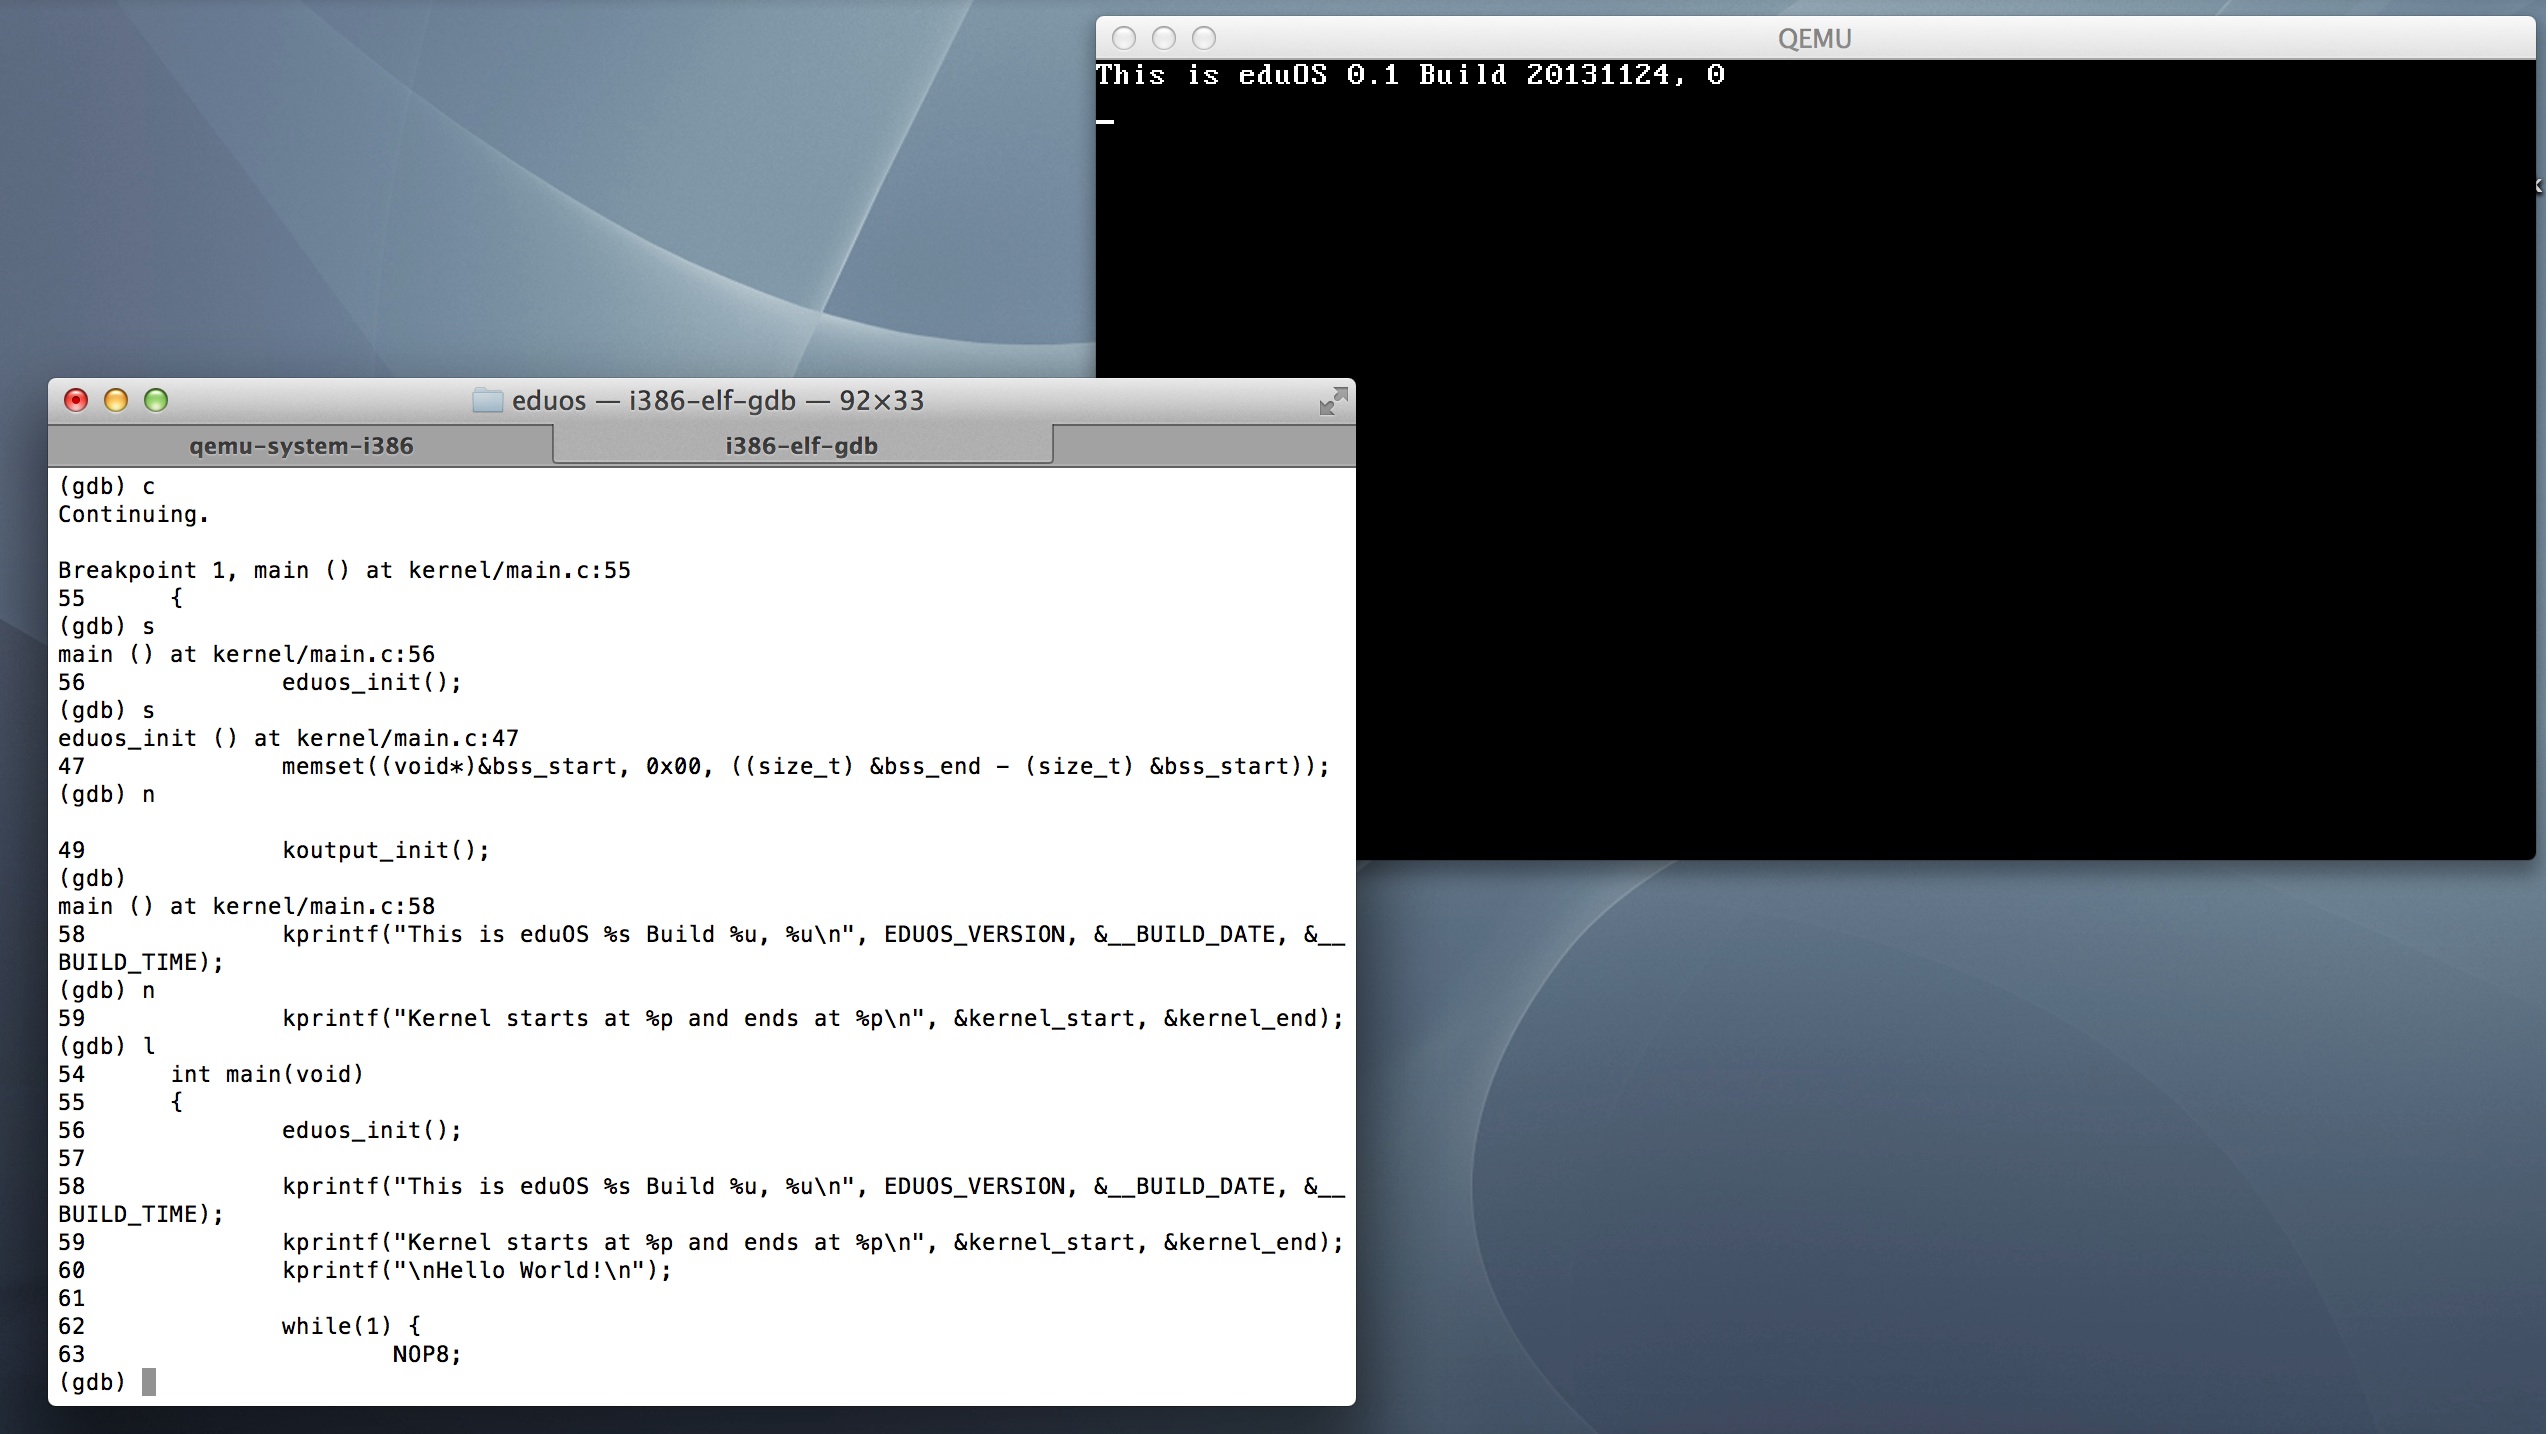 QEMU
This is eduOS 0.1 Build 20131124, 0
eduos — i386-elf-gdb — 92×33
qemu-system-i386
i386-elf-gdb
(gdb) c
Continuing.
Breakpoint 1, main () at kernel/main.c:55
55      {
(gdb) s
main () at kernel/main.c:56
56              eduos_init();
(gdb) s
eduos_init () at kernel/main.c:47
47              memset((void*)&bss_start, 0x00, ((size_t) &bss_end - (size_t) &bss_start));
(gdb) n
49              koutput_init();
(gdb)
main () at kernel/main.c:58
58              kprintf("This is eduOS %s Build %u, %u\n", EDUOS_VERSION, &__BUILD_DATE, &__
BUILD_TIME);
(gdb) n
59              kprintf("Kernel starts at %p and ends at %p\n", &kernel_start, &kernel_end);
(gdb) l
54      int main(void)
55      {
56              eduos_init();
57
58              kprintf("This is eduOS %s Build %u, %u\n", EDUOS_VERSION, &__BUILD_DATE, &__
BUILD_TIME);
59              kprintf("Kernel starts at %p and ends at %p\n", &kernel_start, &kernel_end);
60              kprintf("\nHello World!\n");
61
62              while(1) {
63                      NOP8;
(gdb)